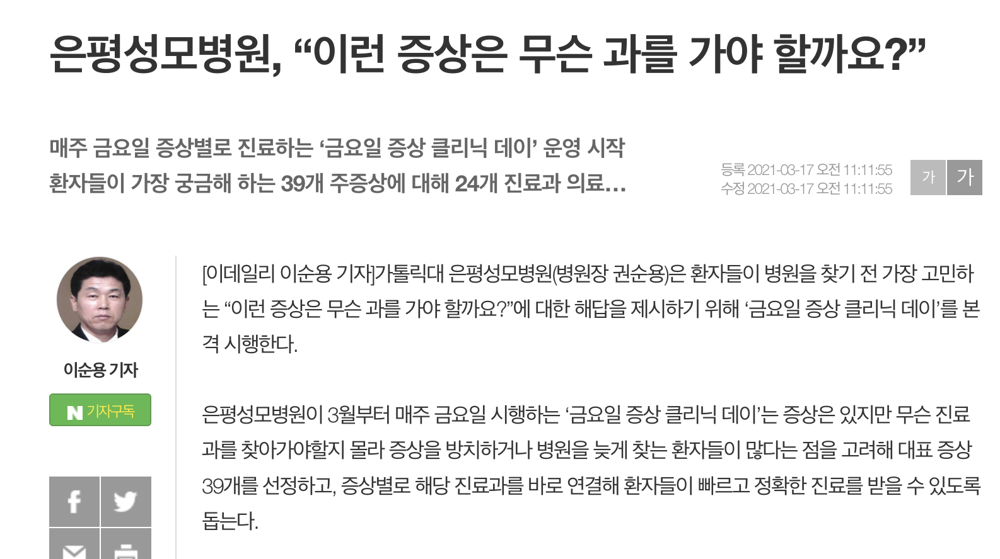 은평성모병원, “이런 증상은 무슨 과를 가야 할까요?”
매주 금요일 증상별로 진료하는 ‘금요일 증상 클리닉 데이’ 운영 시작
환자들이 가장 궁금해 하는 39개 주증상에 대해 24개 진료과 의료...
등록 2021-03-17 오전 11:11:55
수정 2021-03-17 오전 11:11:55
가 가
이순용 기자
N 기자구독
[이데일리 이순용 기자]가톨릭대 은평성모병원(병원장 권순용)은 환자들이 병원을 찾기 전 가장 고민하
는 “이런 증상은 무슨 과를 가야 할까요?”에 대한 해답을 제시하기 위해 ‘금요일 증상 클리닉 데이’를 본
격 시행한다.
은평성모병원이 3월부터 매주 금요일 시행하는 ‘금요일 증상 클리닉 데이’는 증상은 있지만 무슨 진료
과를 찾아가야할지 몰라 증상을 방치하거나 병원을 늦게 찾는 환자들이 많다는 점을 고려해 대표 증상
39개를 선정하고, 증상별로 해당 진료과를 바로 연결해 환자들이 빠르고 정확한 진료를 받을 수 있도록
돕는다.